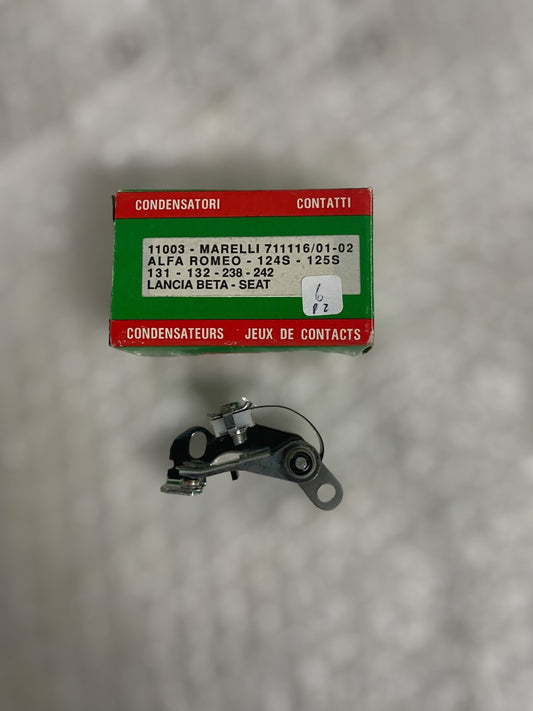 CONDENSATORI CONTATTI
11003 - MARELLI 711116/01-02
ALFA ROMEO - 124S - 125S
131 - 132 - 238 - 242
LANCIA BETA - SEAT
6
P 2
CONDENSATEURS JEUX DE CONTACTS